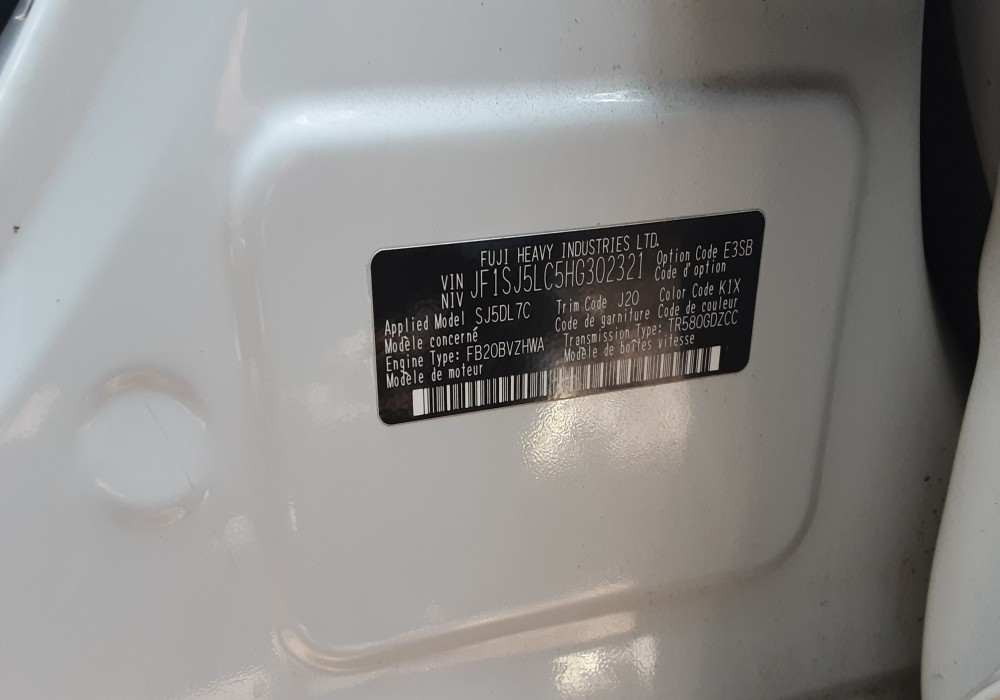 FUJI HEAVY INDUSTRIES LTD.
VIN JF1SJ5LC5HG302321 Option Code E3SB
NIV Code d'option
Applied Model SJ5DL7C Trim Code J20 Color Code K1X
Modèle concerné Code de garniture Code de couleur
Engine Type: FB20BVZHWA Transmission Type: TR580GDZCC
Modèle de moteur Modèle de boîtes vitesse